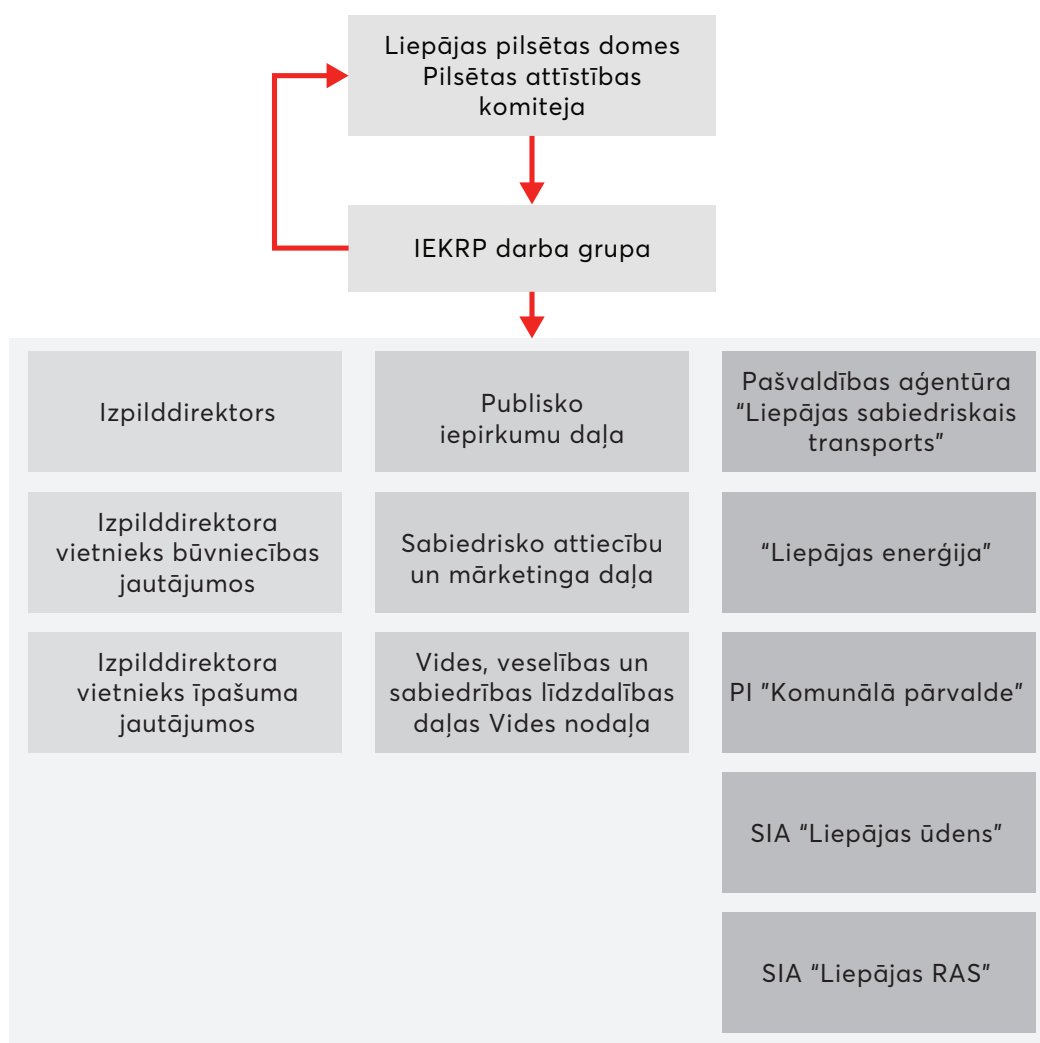 Liepājas pilsētas domes
Pilsētas attīstības
komiteja
IEKRP darba grupa
Izpilddirektors
Publisko
iepirkumu daļa
Pašvaldības aģentūra
“Liepājas sabiedriskais
transports”
Izpilddirektora
vietnieks būvniecības
jautājumos
Sabiedrisko attiecību
un mārketinga daļa
“Liepājas enerģija”
Izpilddirektora
vietnieks īpašuma
jautājumos
Vides, veselības un
sabiedrības līdzdalības
daļas Vides nodaļa
PI "Komunālā pārvalde”
SIA “Liepājas ūdens”
SIA “Liepājas RAS”